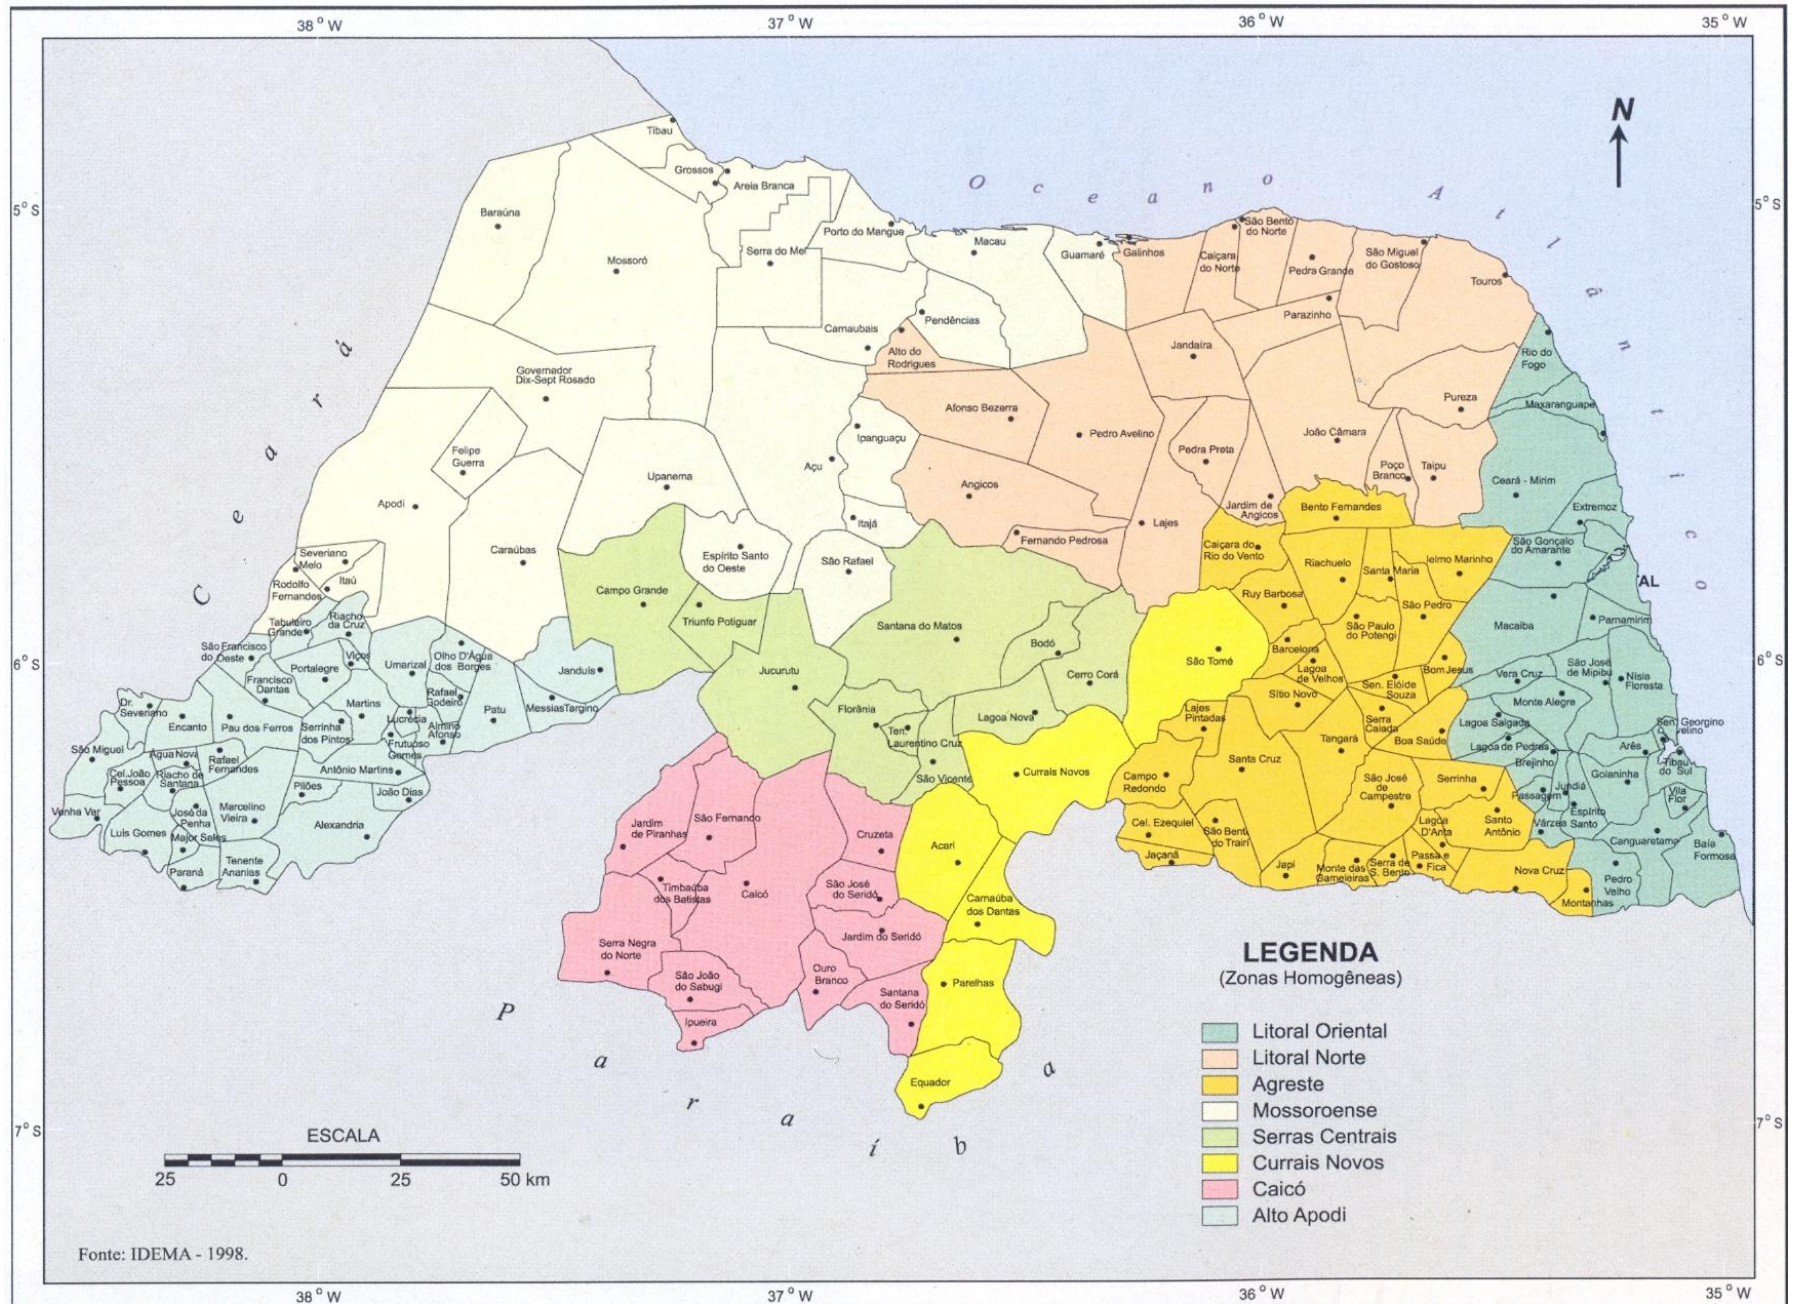 38° W
37° W
36° W
35° W
N
Oceano Atlântico
5° S
5° S
Tibau
Grossos
Areia Branca
Baraúna
Mossoró
Serra do Mel
Porto do Mangue
Macau
Guamaré
Galinhos
Caiçara
do Norte
São Bento
do Norte
Pedra Grande
São Miguel
do Gostoso
Touros
Parazinho
Carnaubais
Pendências
Alto do
Rodrigues
Jandaíra
Rio do
Fogo
Governador
Dix-Sept Rosado
Afonso Bezerra
Pedro Avelino
Pureza
Maxaranguape
Ceará
Felipe
Guerra
Ipanguaçu
Açu
Pedra Preta
João Câmara
Poço
Branco
Taipu
Apodi
Upanema
Angicos
Ceará - Mirim
Jardim de
Angicos
Bento Fernandes
Extremoz
Itajá
Lajes
Fernando Pedrosa
Caraúbas
Espírito Santo
do Oeste
São Rafael
Caiçara do
Rio do Vento
Riachuelo
Santa Maria
Ielmo Marinho
São Gonçalo
do Amarante
Severiano
Melo
Itaú
Rodolfo
Fernandes
AL
Campo Grande
Triunfo Potiguar
Santana do Matos
Bodó
Ruy Barbosa
São Pedro
São Paulo
do Potengi
Macaiba
Parnamirim
Tabuleiro
Grande
Riacho
da Cruz
São Francisco
do Oeste
Viçosa
Portalegre
Umarizal
Olho D'Água
dos Borges
Janduís
Jucurutu
Cerro Corá
São Tomé
Barcelona
Lagoa
de Velhos
Bom Jesus
Vera Cruz
São José
de Mipibu
Nísia
Floresta
6° S
6° S
Francisco
Dantas
Martins
Rafael
Godeiro
Patu
Messias Targino
Florânia
Lagoa Nova
Lajes
Pintadas
Sítio Novo
Sen. Elóide
Souza
Monte Alegre
Dr.
Severiano
Encanto
Pau dos Ferros
Serrinha
dos Pintos
Lucrécia
Almino
Afonso
Frutuoso
Gomes
Ten.
Laurentino Cruz
Serra
Caiada
Boa Saúde
Tangará
Lagoa Salgada
Lagoa de Pedras
Brejinho
Arês
Sen. Georgino
Tibau
do Sul
São Miguel
Água Nova
Rafael
Fernandes
Antônio Martins
São Vicente
Currais Novos
Campo
Redondo
Santa Cruz
São José
de Campestre
Serrinha
Goianinha
Cel. João
Pessoa
Riacho de
Santana
Pilões
João Dias
Passagem
Jundiá
Espírito
Santo
Vila
Flor
Venha Ver
Luis Gomes
José da
Penha
Marcelino
Vieira
Major Sales
Alexandria
Jardim
de Piranhas
São Fernando
Cruzeta
Acari
Cel. Ezequiel
São Bento
do Trairí
Lagoa
D'Anta
Santo
Antônio
Várzea
Canguaretama
Baía
Formosa
Paraná
Tenente
Ananias
Jaçanã
Japi
Monte das
Gameleiras
Serra de
S. Bento
Passa e
Fica
Nova Cruz
Pedro
Velho
Montanhas
Timbaúba
dos Batistas
Caicó
São José
do Seridó
Carnaúba
dos Dantas
Serra Negra
do Norte
Jardim do Seridó
São João
do Sabugi
Ouro
Branco
Parelhas
Santana
do Seridó
Ipueira
Equador
Paraíba
LEGENDA
(Zonas Homogêneas)
Litoral Oriental
Litoral Norte
Agreste
Mossoroense
Serras Centrais
Currais Novos
Caicó
Alto Apodi
7° S
7° S
ESCALA
25 0 25 50 km
Fonte: IDEMA - 1998.
38° W
37° W
36° W
35° W